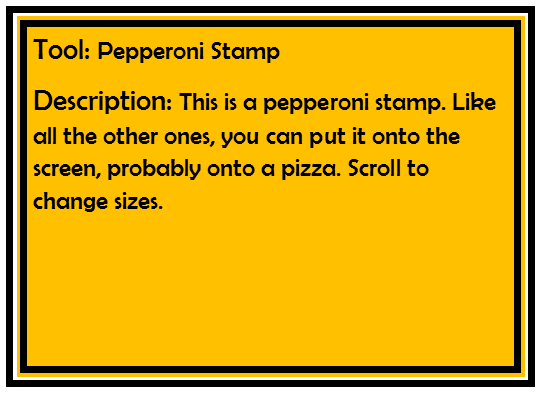 Tool: Pepperoni Stamp
Description: This is a pepperoni stamp. Like
all the other ones, you can put it onto the
screen, probably onto a pizza. Scroll to
change sizes.